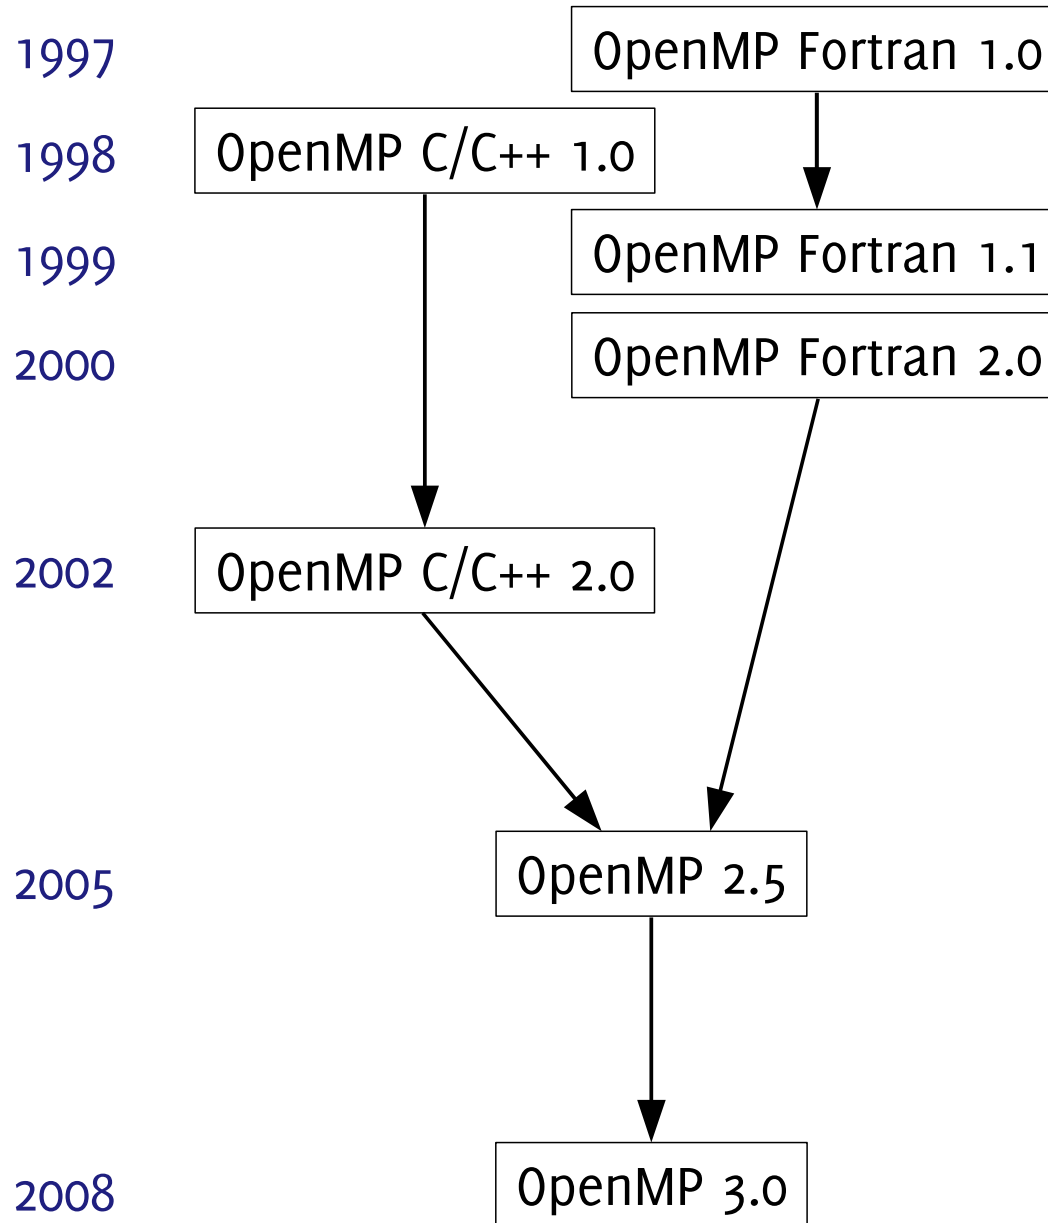 1997 OpenMP Fortran 1.0
1998 OpenMP C/C++ 1.0
1999 OpenMP Fortran 1.1
2000 OpenMP Fortran 2.0
2002 OpenMP C/C++ 2.0
2005 OpenMP 2.5
2008 OpenMP 3.0